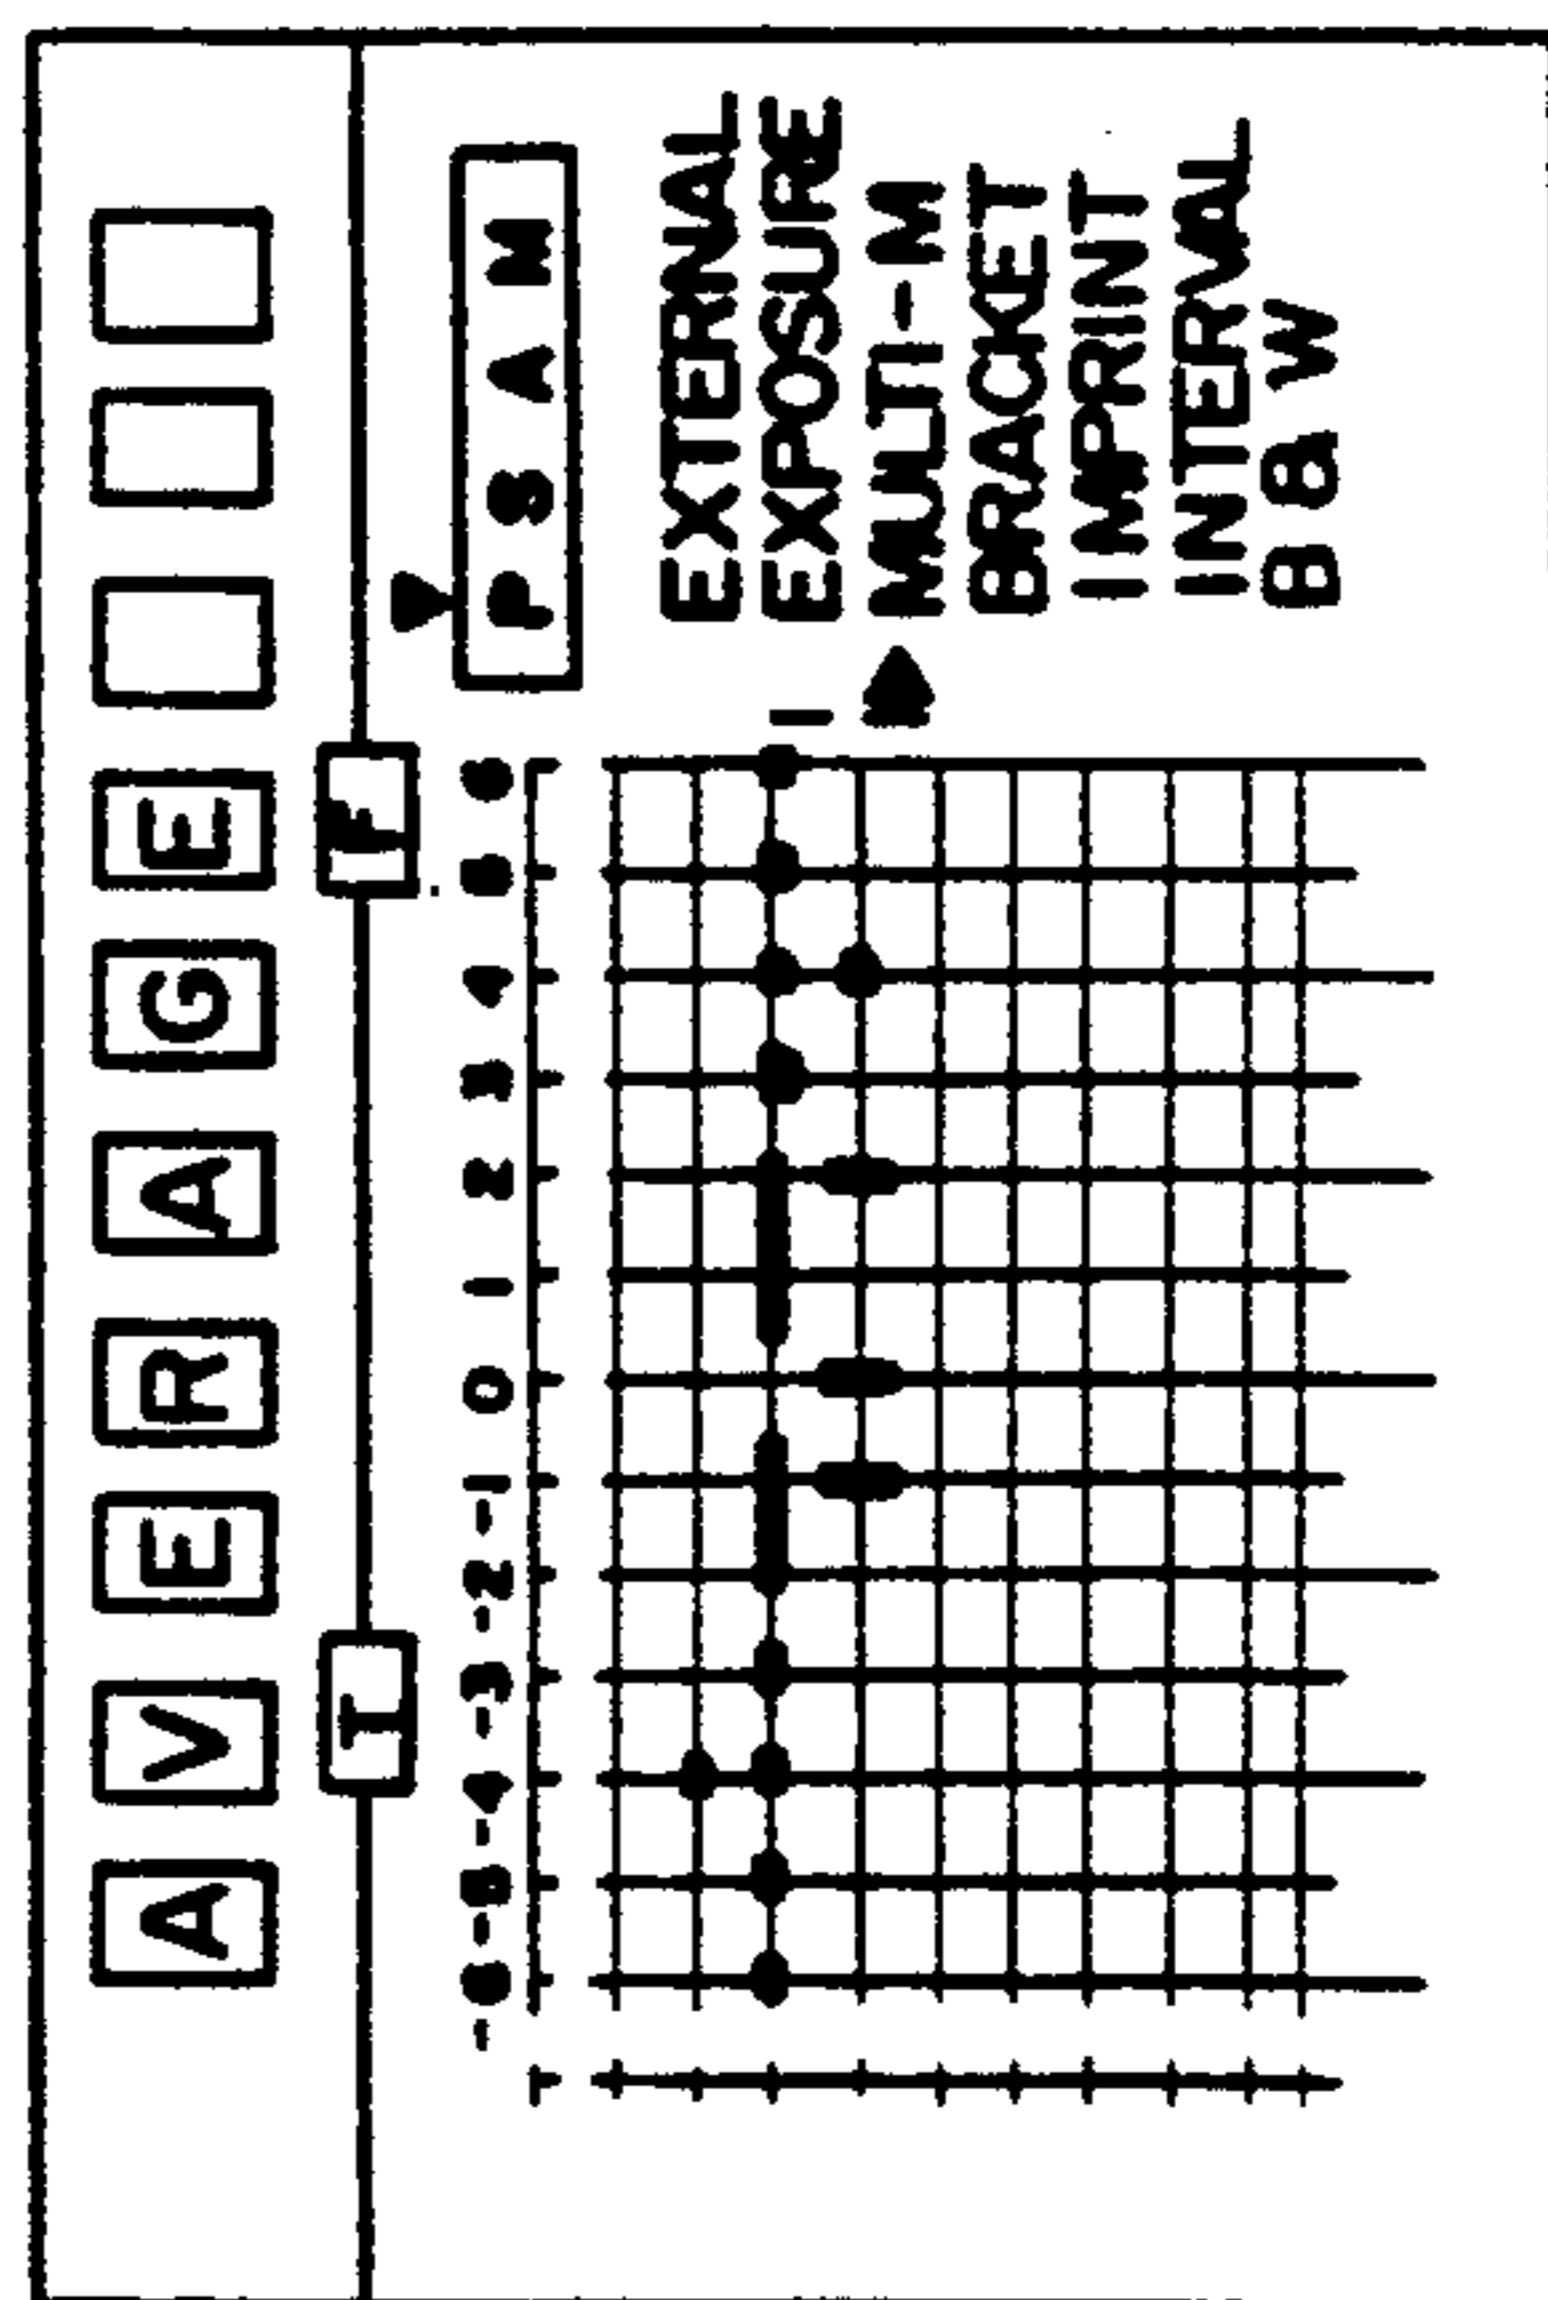 AVERAGE
I F
-6 -5 -4 -3 -2 -1 0 1 2 3 4 5 6
P S A M
EXTERNAL
EXPOSURE
MULTI-M
BRACKET
IMPRINT
INTERVAL
B & W